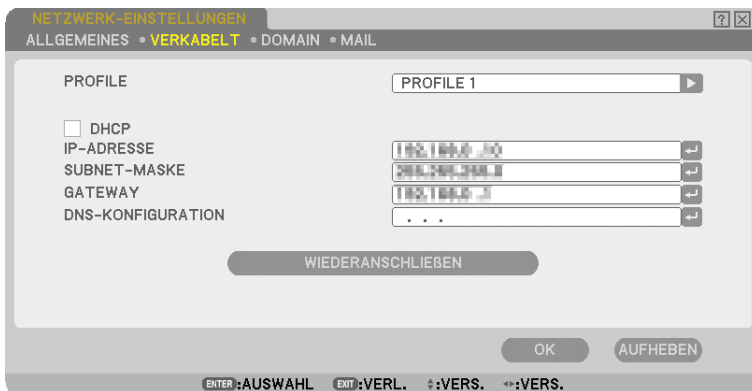 NETZWERK-EINSTELLUNGEN
ALLGEMEINES • VERKABELT • DOMAIN • MAIL
PROFILE PROFILE 1
DHCP
IP-ADRESSE
SUBNET-MASKE
GATEWAY
DNS-KONFIGURATION . . .
WIEDERANSCHLIEßEN
OK AUFHEBEN
ENTER :AUSWAHL EXIT :VERL. :VERS. :VERS.